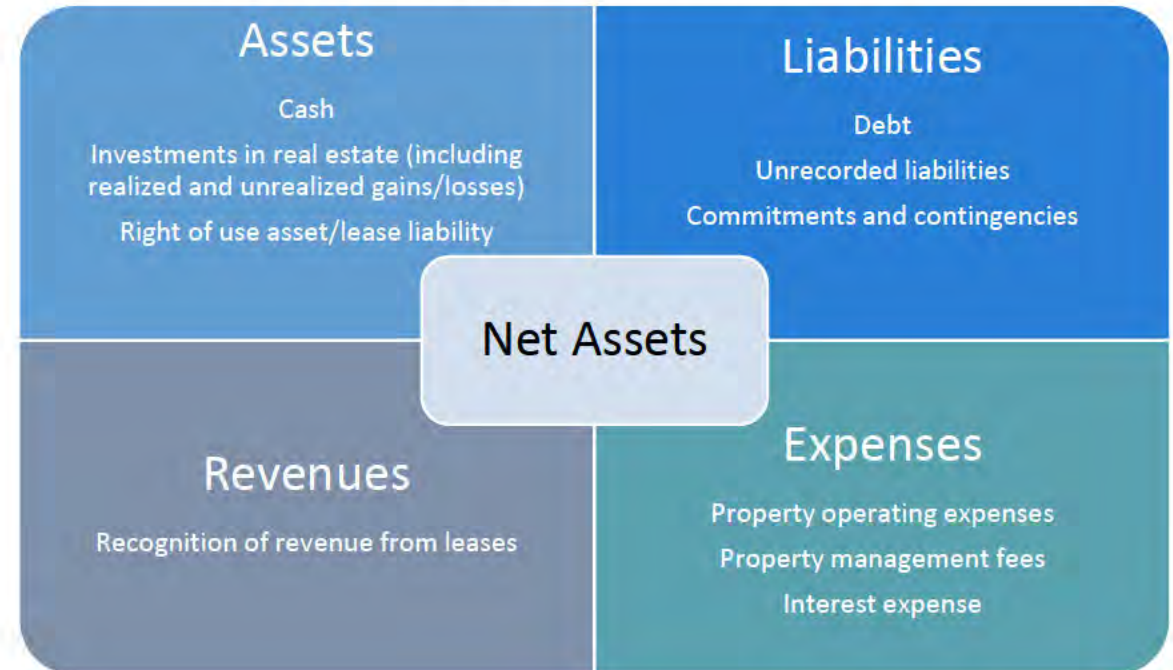 Assets
Cash
Investments in real estate (including
realized and unrealized gains/losses)
Right of use asset/lease liability
Liabilities
Debt
Unrecorded liabilities
Commitments and contingencies
Net Assets
Revenues
Recognition of revenue from leases
Expenses
Property operating expenses
Property management fees
Interest expense